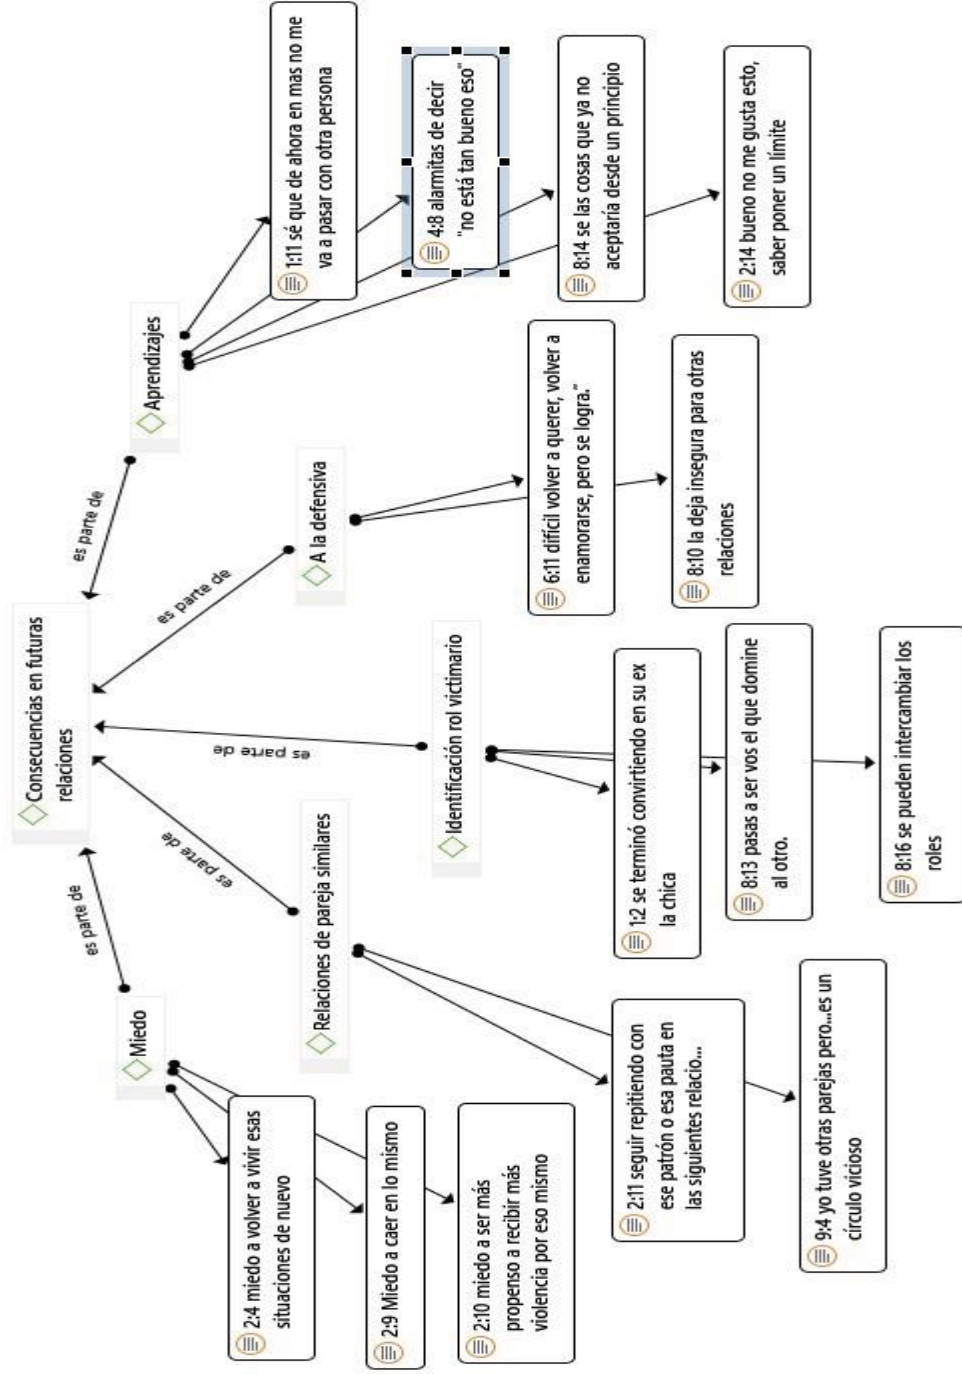 Consecuencias en futuras
relaciones
es parte de
es parte de
es parte de
es parte de
es parte de
Miedo
Relaciones de pareja similares
Identificación rol victimario
A la defensiva
Aprendizajes
2:4 miedo a volver a vivir esas
situaciones de nuevo
2:9 Miedo a caer en lo mismo
2:10 miedo a ser más
propenso a recibir más
violencia por eso mismo
2:11 seguir repitiendo con
ese patrón o esa pauta en
las siguientes relacio...
9:4 yo tuve otras parejas pero...es un
círculo vicioso
1:2 se terminó convirtiendo en su ex
la chica
8:13 pasas a ser vos el que domine
al otro.
8:16 se pueden intercambiar los
roles
6:11 difícil volver a querer, volver a
enamorarse, pero se logra."
8:10 la deja insegura para otras
relaciones
1:11 sé que de ahora en mas no me
va a pasar con otra persona
4:8 alarmitas de decir
"no está tan bueno eso"
8:14 se las cosas que ya no
aceptaría desde un principio
2:14 bueno no me gusta esto,
saber poner un límite